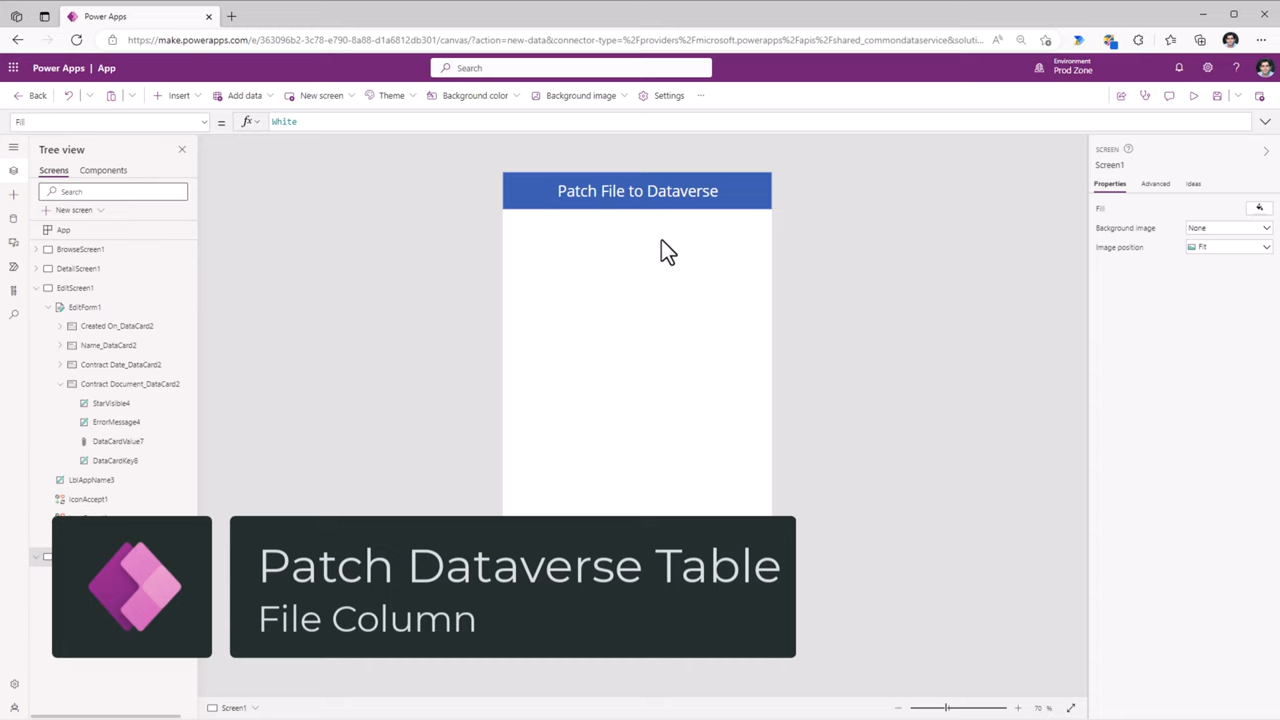 Power Apps
https://make.powerapps.com/e/363096b2-3c78-e790-8a88-d1a6812db301/canvas/?action=new-data&connector-type=%2Fproviders%2Fmicrosoft.powerapps%2Fapis%2Fshared_commondataservice&soluti...
Power Apps | App
Search
Environment
Prod Zone
Back
Insert
Add data
New screen
Theme
Background color
Background image
Settings
Fill
= fx
White
Tree view
Screens
Components
Search
New screen
App
BrowseScreen1
DetailScreen1
EditScreen1
EditForm1
Created On_DataCard2
Name_DataCard2
Contract Date_DataCard2
Contract Document_DataCard2
StarVisible4
ErrorMessage4
DataCardValue7
DataCardKey6
LblAppName3
IconAccept1
Patch File to Dataverse
SCREEN
Screen1
Properties
Advanced
Ideas
Fill
Background image
None
Image position
Fit
Patch Dataverse Table
File Column
Screen1
70 %